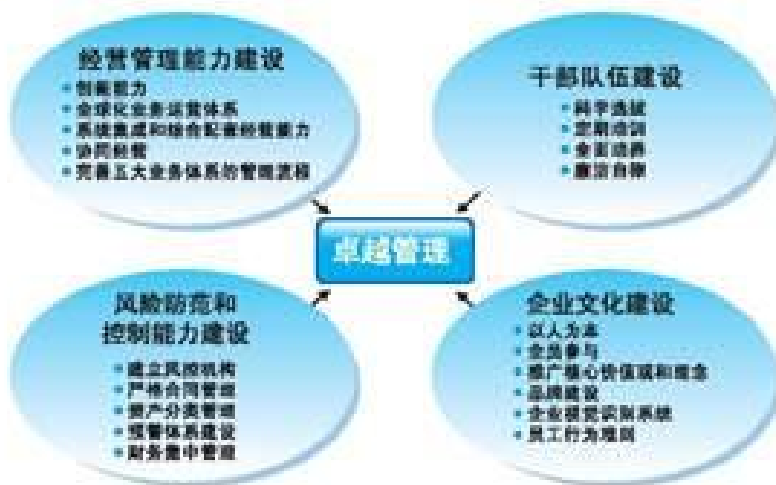 经营管理能力建设
创新能力
全球化业务运营体系
系统集成和综合配套经营能力
协同经营
完善五大业务体系的管理流程
干部队伍建设
科学选拔
定期培训
全面培养
廉洁自律
卓越管理
风险防范和
控制能力建设
建立风控机构
严格合同管理
资产分类管理
预警体系建设
财务集中管理
企业文化建设
以人为本
全员参与
推广核心价值观和理念
品牌建设
企业视觉识别系统
员工行为准则